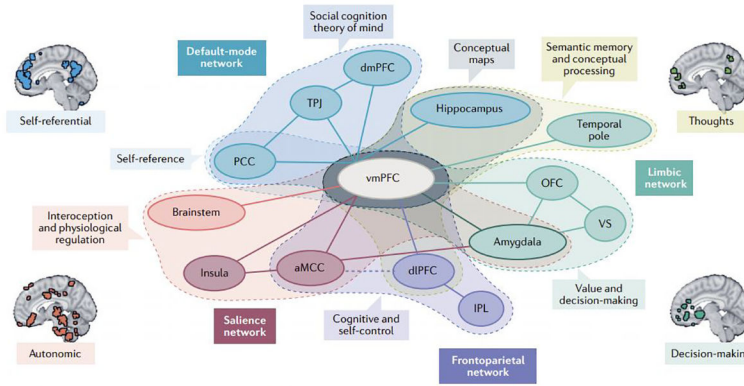 Social cognition
theory of mind
Default-mode
network
dmPFC
Conceptual
maps
Semantic memory
and conceptual
processing
TPJ
Hippocampus
Temporal
pole
Self-referential
Thoughts
Self-reference
PCC
vmPFC
OFC
Limbic
network
VS
Brainstem
Interoception
and physiological
regulation
Amygdala
Insula
aMCC
dlPFC
Value and
decision-making
IPL
Salience
network
Cognitive and
self-control
Autonomic
Frontoparietal
network
Decision-making